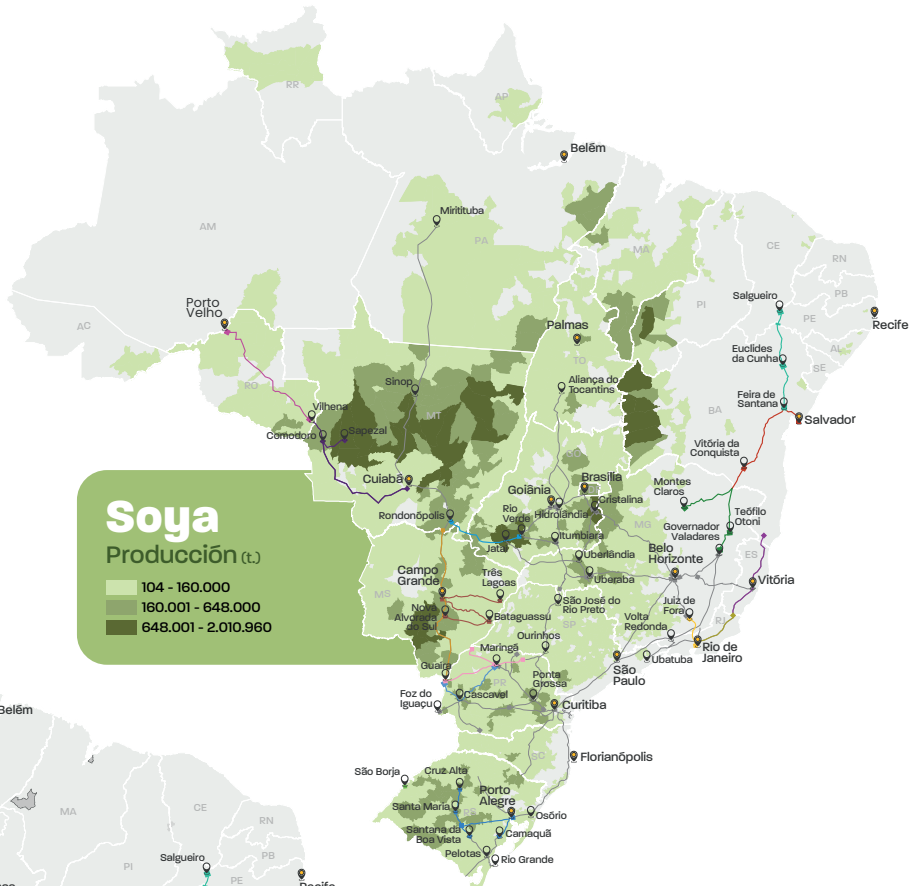 RR
AP
Belém
Miritituba
AM
PA
MA
CE
RN
PB
PI
PE
AL
SE
Salgueiro
Recife
Porto
Velho
AC
Palmas
TO
Euclides
da Cunha
Sinop
Aliança do
Tocantins
RO
MT
BA
Feira de
Santana
Salvador
Vilhena
Comodoro
Sapezal
Vitória da
Conquista
Cuiabá
GO
Goiânia
Brasília
Cristalina
Montes
Claros
Soya
Producción (t.)
104 - 160.000
160.001 - 648.000
648.001 - 2.010.960
Rondonópolis
Rio
Verde
Hidrolândia
Jataí
Itumbiara
MG
Teófilo
Otoni
Governador
Valadares
Uberlândia
Belo
Horizonte
ES
Uberaba
Vitória
Campo
Grande
Três
Lagoas
MS
São José do
Rio Preto
Juiz de
Fora
Nova
Alvorada
do Sul
Bataguassu
SP
Volta
Redonda
RJ
Ourinhos
Rio de
Janeiro
Maringá
São
Paulo
Ubatuba
Guaíra
Ponta
Grossa
PR
Foz do
Iguaçu
Cascavel
Curitiba
Florianópolis
SC
São Borja
Cruz Alta
Porto
Alegre
Santa Maria
RS
Osório
Santana da
Boa Vista
Camaquã
Pelotas
Rio Grande
Belém
MA
CE
RN
PB
PI
PE
Salgueiro
Recife